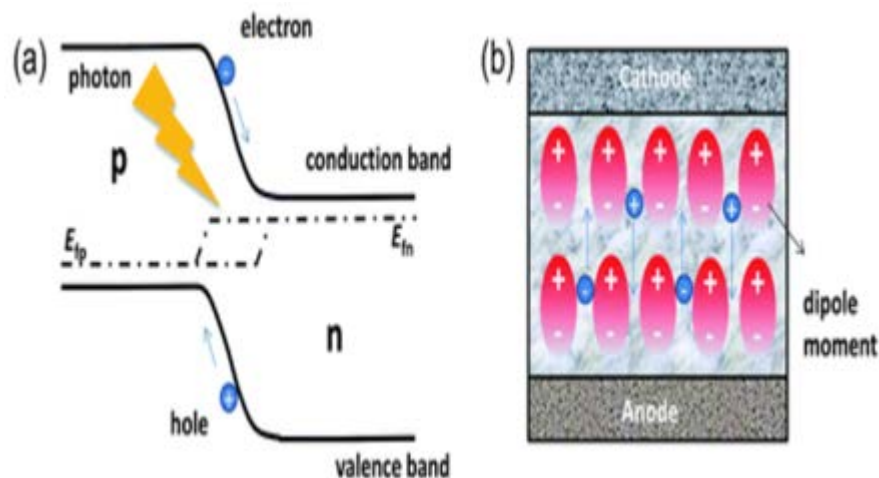 (a)
electron
photon
p
conduction band
E_fp
E_fn
n
hole
valence band
(b)
Cathode
+ + + + +
- - - - -
+ +
+ + + + +
- -
- - - - -
dipole
moment
Anode
-
+